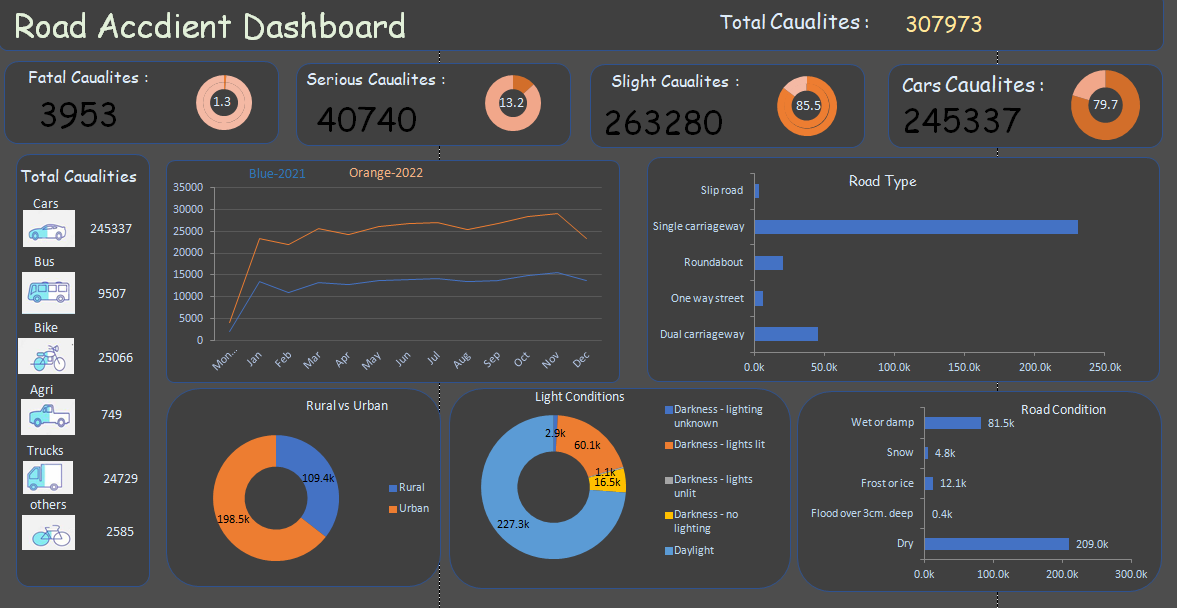 Road Accdient Dashboard
Total Caualites :
307973
Fatal Caualites :
3953
1.3
Serious Caualites :
40740
13.2
Slight Caualites :
263280
85.5
Cars Caualites :
245337
79.7
Total Caualities
Cars
245337
Bus
9507
Bike
25066
Agri
749
Trucks
24729
others
2585
Blue-2021
Orange-2022
35000
30000
25000
20000
15000
10000
5000
0
Mon...
Jan
Feb
Mar
Apr
May
Jun
Jul
Aug
Sep
Oct
Nov
Dec
Road Type
Slip road
Single carriageway
Roundabout
One way street
Dual carriageway
0.0k
50.0k
100.0k
150.0k
200.0k
250.0k
Rural vs Urban
109.4k
198.5k
Rural
Urban
Light Conditions
2.9k
60.1k
1.1k
16.5k
227.3k
Darkness - lighting
unknown
Darkness - lights lit
Darkness - lights
unlit
Darkness - no
lighting
Daylight
Road Condition
Wet or damp
81.5k
Snow
4.8k
Frost or ice
12.1k
Flood over 3cm. deep
0.4k
Dry
209.0k
0.0k
100.0k
200.0k
300.0k